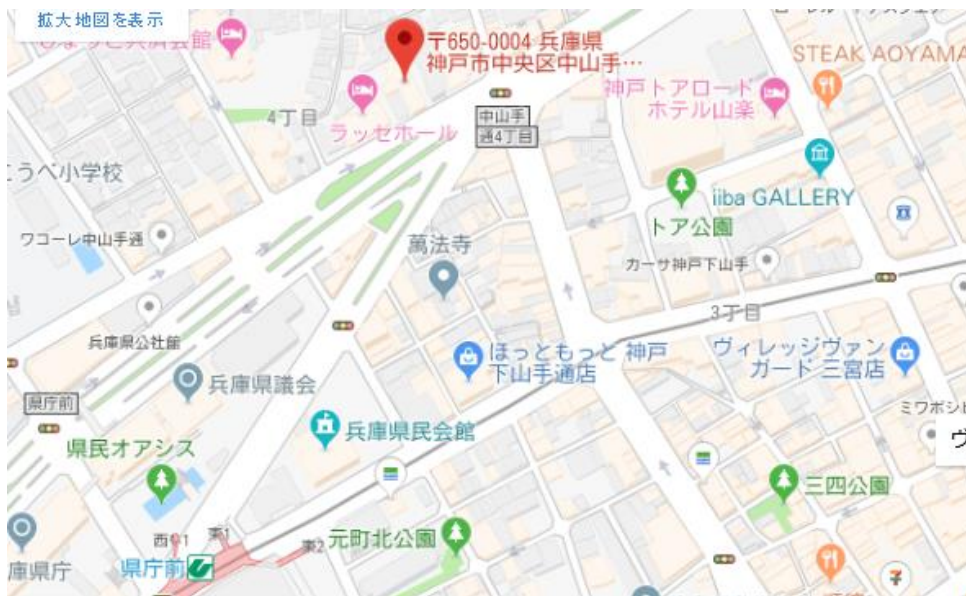 拡大地図を表示
〒650-0004 兵庫県
神戸市中央区中山手…
STEAK AOYAMA
神戸トアロード
ホテル山楽
4丁目
ラッセホール
中山手
通4丁目
うべ小学校
iiba GALLERY
トア公園
ワコーレ中山手通
萬法寺
カーサ神戸下山手
3丁目
兵庫県公社館
ほっともっと 神戸
下山手通店
ヴィレッジヴァン
ガード 三宮店
兵庫県議会
県庁前
ミワボシビ
ヴ
兵庫県民会館
県民オアシス
三四公園
西1
東1
東2
元町北公園
庫県庁
県庁前
7